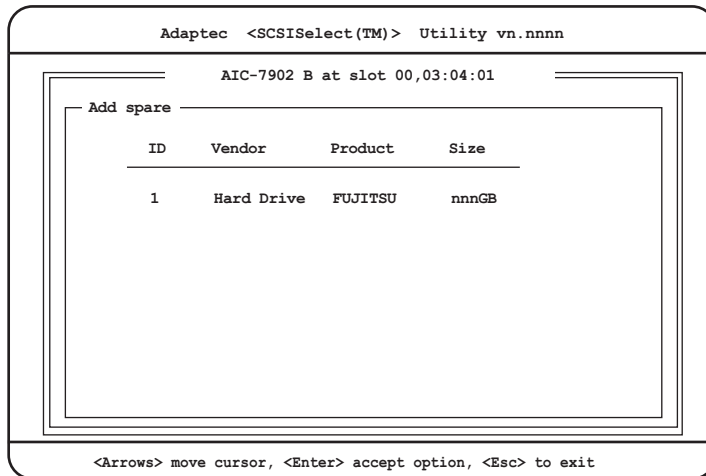 Adaptec <SCSISelect(TM)> Utility vn.nnnn
AIC-7902 B at slot 00,03:04:01
Add spare
ID Vendor Product Size
1 Hard Drive FUJITSU nnnGB
<Arrows> move cursor, <Enter> accept option, <Esc> to exit